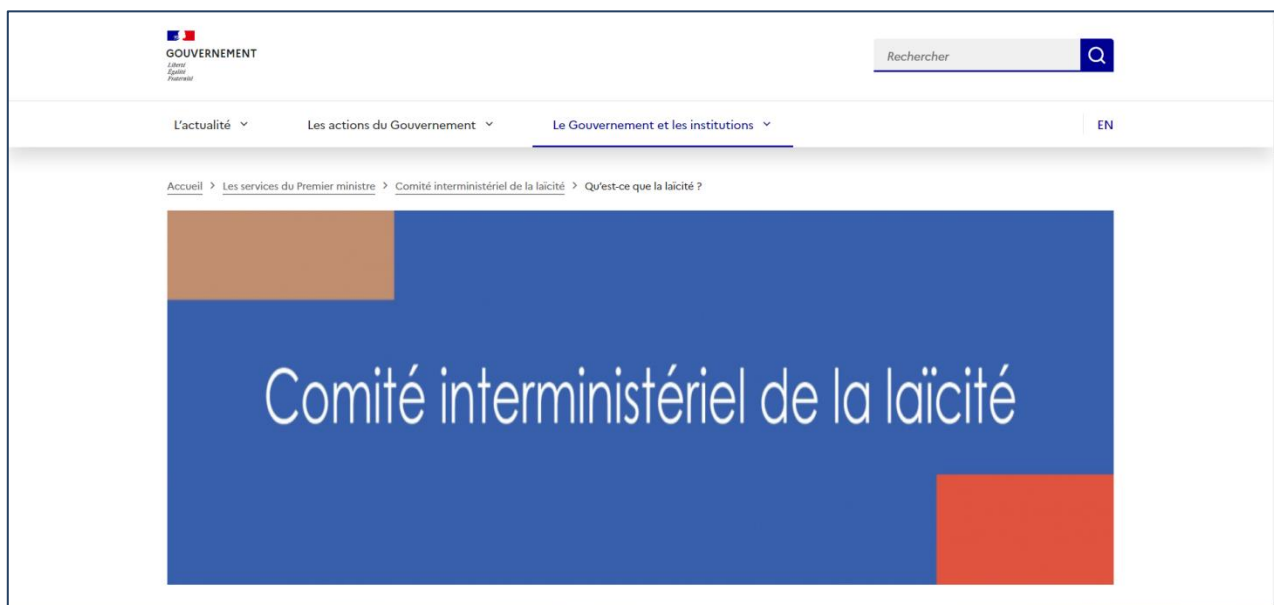 GOUVERNEMENT
Liberté
Égalité
Fraternité
Rechercher
L'actualité Les actions du Gouvernement Le Gouvernement et les institutions EN
Accueil > Les services du Premier ministre > Comité interministériel de la laïcité > Qu'est-ce que la laïcité ?
Comité interministériel de la laïcité